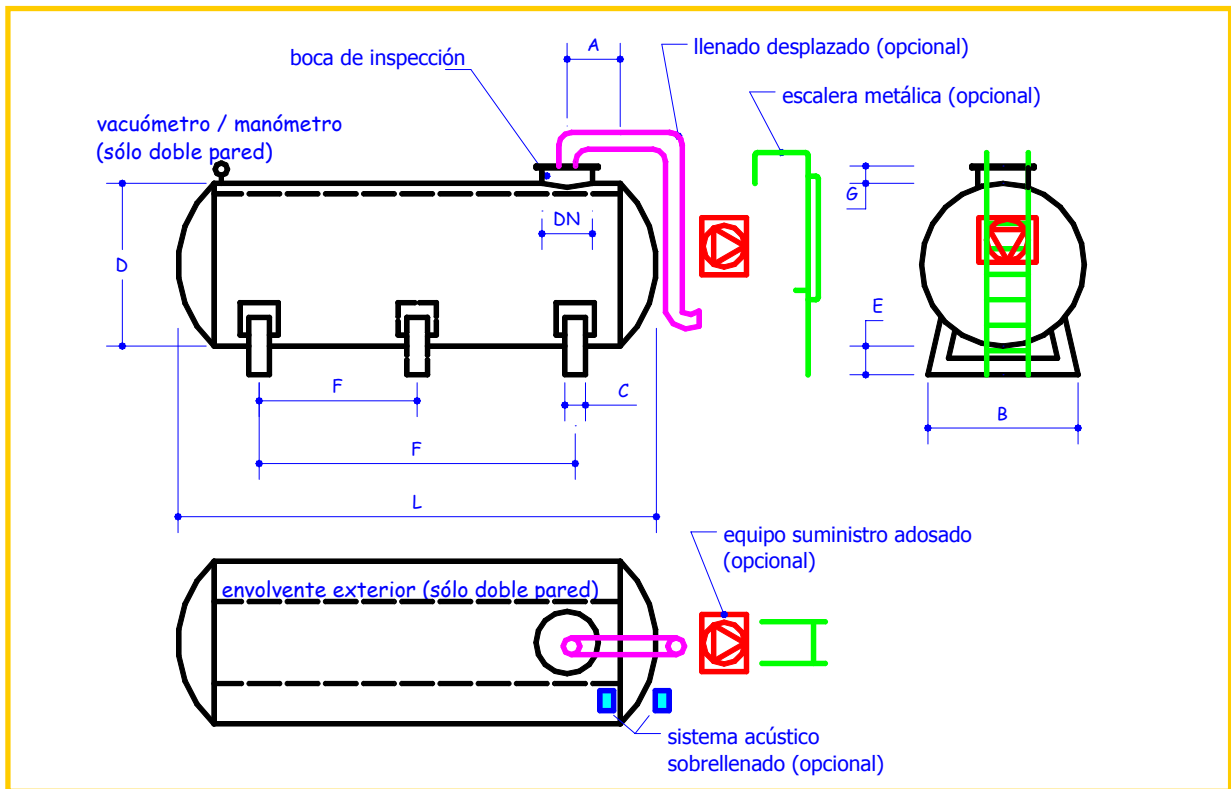 A
llenado desplazado (opcional)
boca de inspección
escalera metálica (opcional)
vacuómetro / manómetro
(sólo doble pared)
G
DN
D
E
F
C
B
F
L
equipo suministro adosado
(opcional)
envolvente exterior (sólo doble pared)
sistema acústico
sobrellenado (opcional)